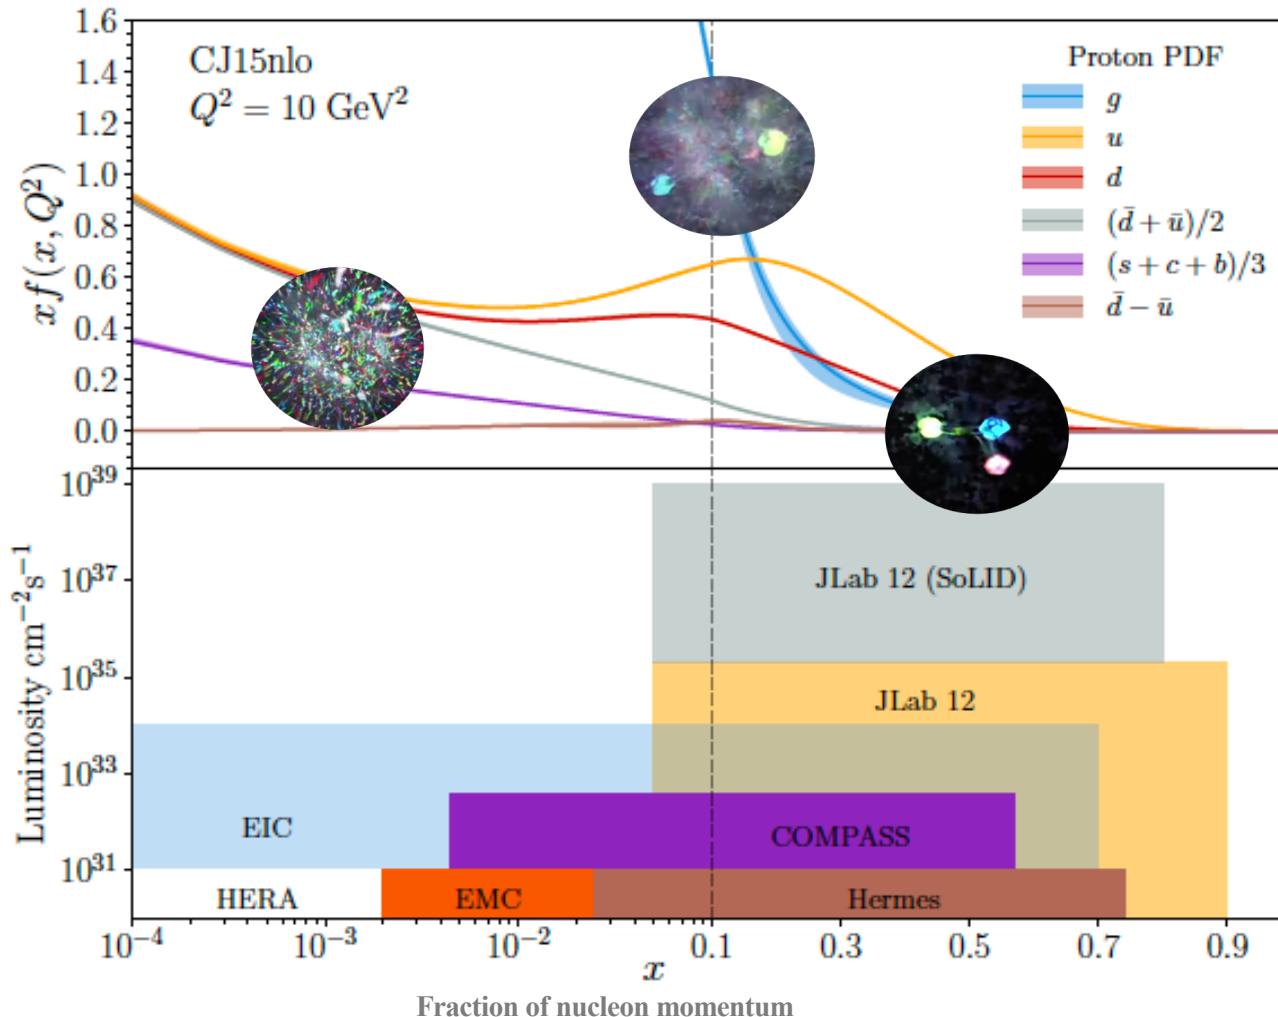 1.6
1.4
1.2
1.0
0.8
0.6
0.4
0.2
0.0
xf(x, Q²)
CJ15nlo
Q² = 10 GeV²
Proton PDF
g
u
d
(d̄ + ū)/2
(s + c + b)/3
d̄ − ū
10³⁹
10³⁷
10³⁵
10³³
10³¹
Luminosity cm⁻²s⁻¹
JLab 12 (SoLID)
JLab 12
EIC
COMPASS
HERA
EMC
Hermes
10⁻⁴ 10⁻³ 10⁻² 0.1 0.3 0.5 0.7 0.9
x
Fraction of nucleon momentum